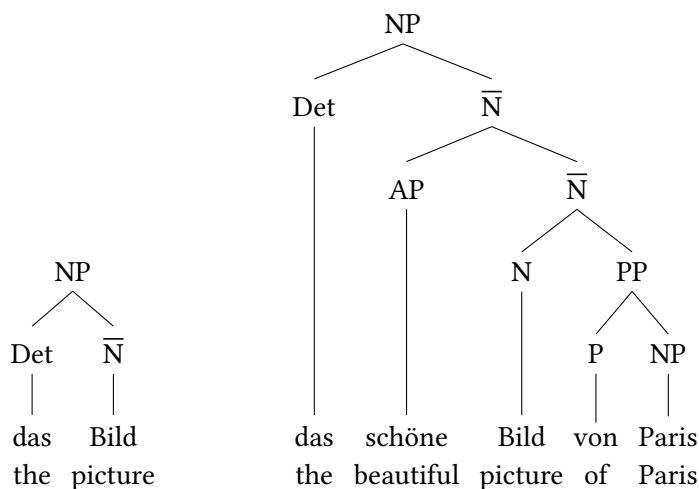 NP
Det N̅
AP N̅
NP N PP
Det N̅ P NP
das Bild das schöne Bild von Paris
the picture the beautiful picture of Paris